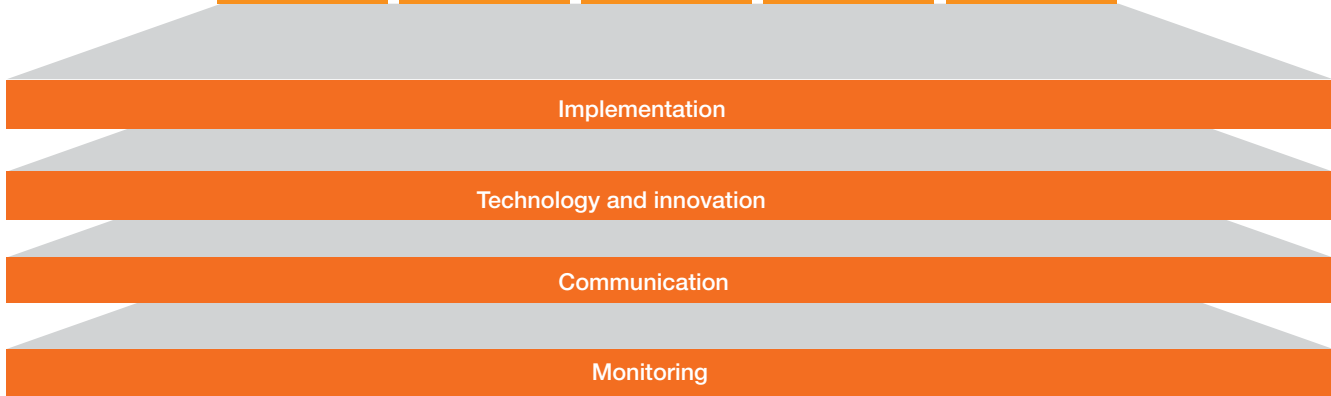 Implementation
Technology and innovation
Communication
Monitoring